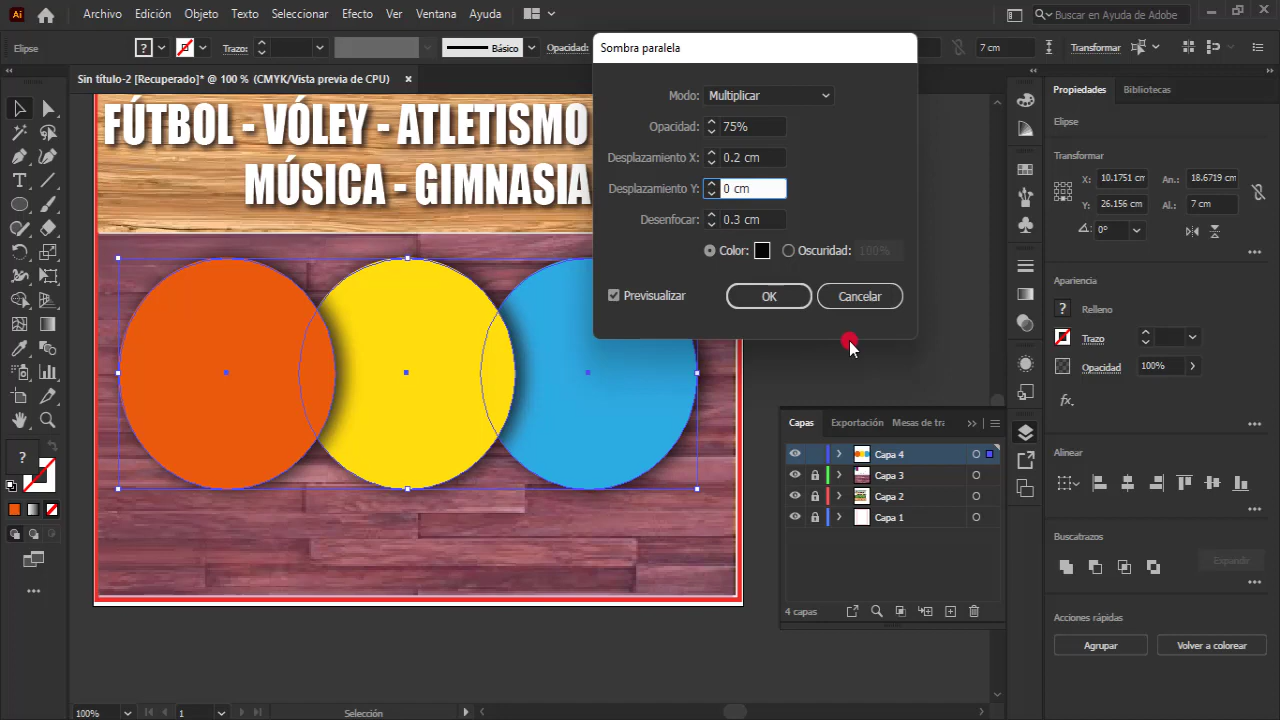 Ai Archivo Edición Objeto Texto Seleccionar Efecto Ver Ventana Ayuda Buscar en Ayuda de Adobe
Elipse ? Trazo: Básico Opacidad: 7 cm Transformar
Sin título-2 [Recuperado]* @ 100 % (CMYK/Vista previa de CPU) ×
FÚTBOL - VÓLEY - ATLETISMO
MÚSICA - GIMNASIA
Sombra paralela
Modo: Multiplicar
Opacidad: 75%
Desplazamiento X: 0.2 cm
Desplazamiento Y: 0 cm
Desenfocar: 0.3 cm
Color: Oscuridad: 100%
Previsualizar OK Cancelar
Propiedades Bibliotecas
Elipse
Transformar
X: 10.1751 cm An.: 18.6719 cm
Y: 26.156 cm Al.: 7 cm
0°
Apariencia
? Relleno
Trazo
Opacidad 100%
fx.
Alinear
Buscatrazos
Expandir
Acciones rápidas
Agrupar Volver a colorear
Capas Exportación Mesas de tra
Capa 4
Capa 3
Capa 2
Capa 1
4 capas
?
100% 1 Selección